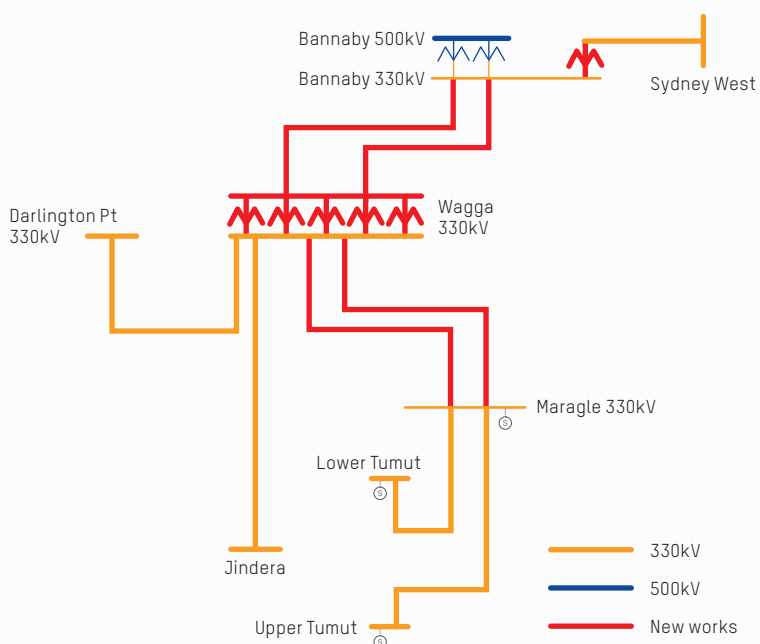 Bannaby 500kV
Bannaby 330kV
Sydney West
Darlington Pt
330kV
Wagga
330kV
Maragle 330kV
S
Lower Tumut
S
Jindera
Upper Tumut
S
330kV
500kV
New works